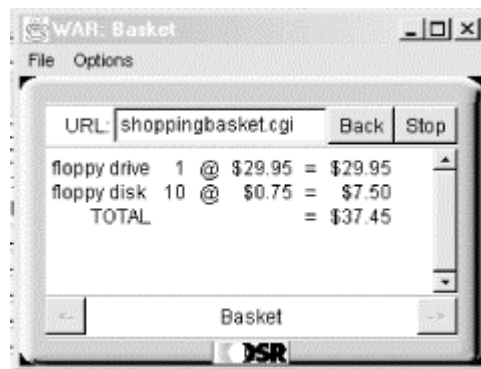 WAR: Basket
File Options
URL: shoppingbasket.cgi Back Stop
floppy drive 1 @ $29.95 = $29.95
floppy disk 10 @ $0.75 = $7.50
TOTAL = $37.45
<- Basket ->
DSR